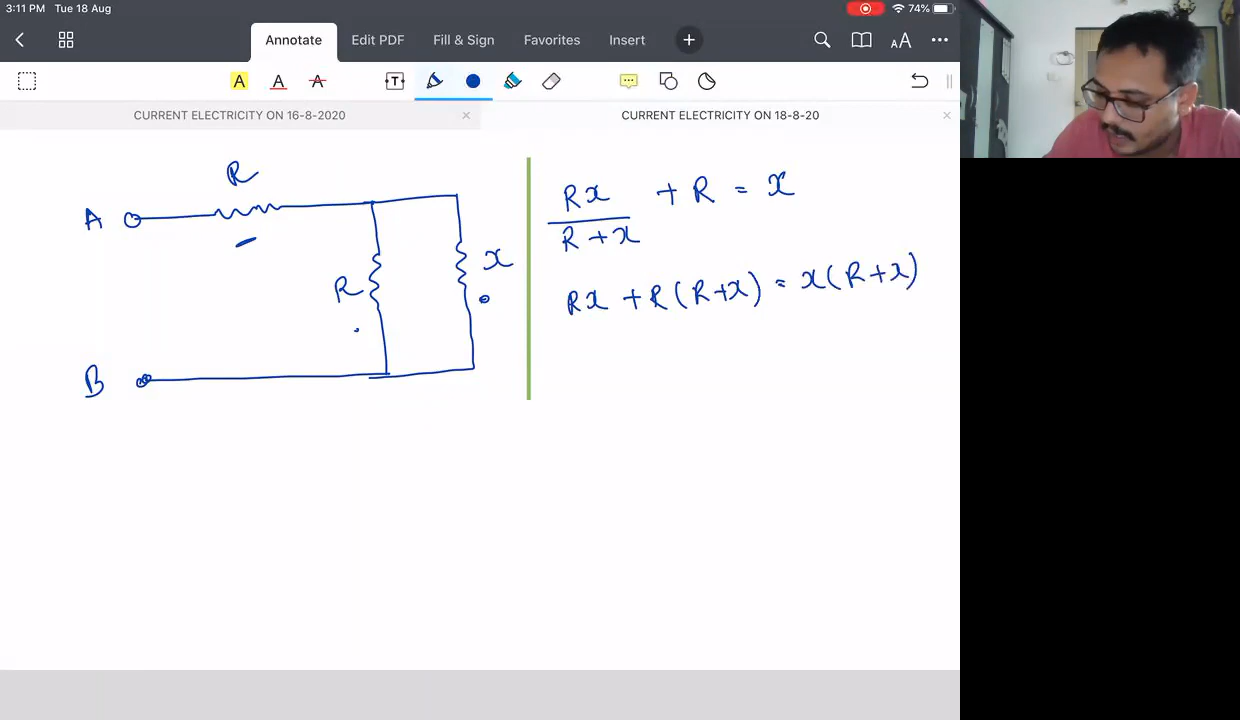 3:11 PM Tue 18 Aug
74%
Annotate Edit PDF Fill & Sign Favorites Insert
AA
A A A T
CURRENT ELECTRICITY ON 16-8-2020
CURRENT ELECTRICITY ON 18-8-20
R
A
R
x
B
Rx/(R+x) + R = x
Rx + R(R+x) = x(R+x)